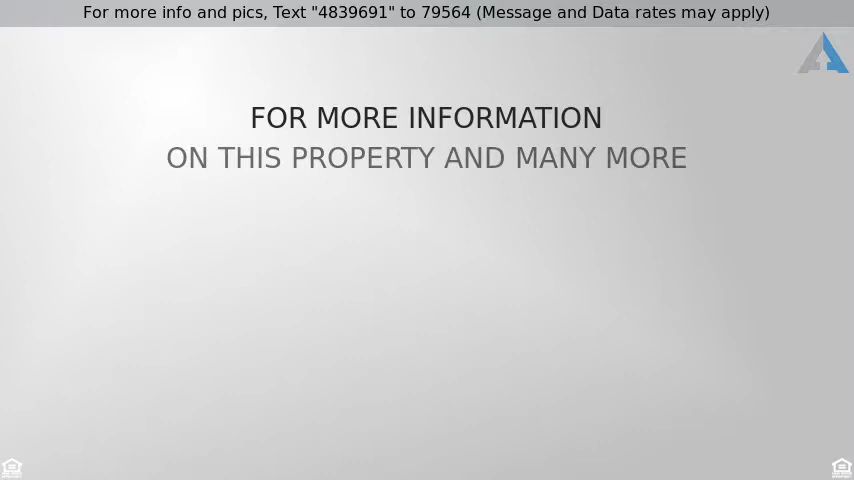 For more info and pics, Text "4839691" to 79564 (Message and Data rates may apply)
FOR MORE INFORMATION
ON THIS PROPERTY AND MANY MORE